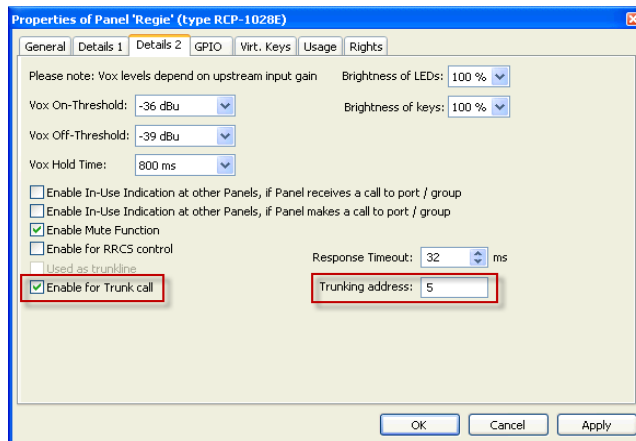 Properties of Panel 'Regie' (type RCP-1028E)
General Details 1 Details 2 GPIO Virt. Keys Usage Rights
Please note: Vox levels depend on upstream input gain Brightness of LEDs: 100 %
Vox On-Threshold: -36 dBu Brightness of keys: 100 %
Vox Off-Threshold: -39 dBu
Vox Hold Time: 800 ms
Enable In-Use Indication at other Panels, if Panel receives a call to port / group
Enable In-Use Indication at other Panels, if Panel makes a call to port / group
Enable Mute Function
Enable for RRCS control
Response Timeout: 32 ms
Used as trunkline
Enable for Trunk call Trunking address: 5
OK Cancel Apply